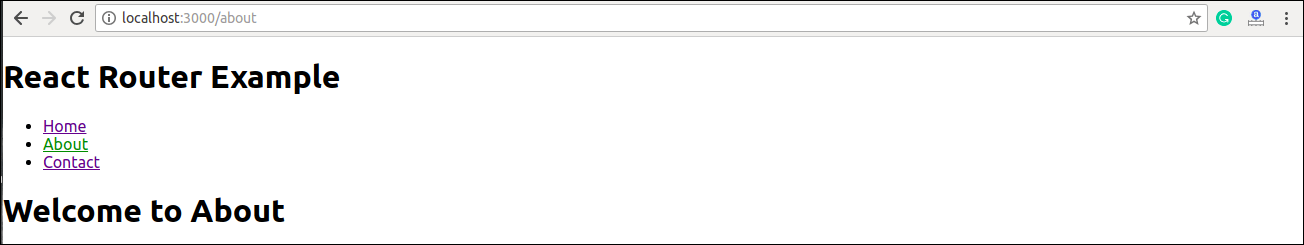 localhost:3000/about
React Router Example
Home
About
Contact
Welcome to About